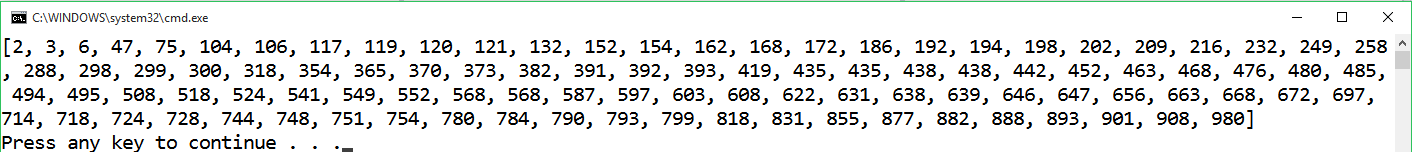 C:\WINDOWS\system32\cmd.exe
[2, 3, 6, 47, 75, 104, 106, 117, 119, 120, 121, 132, 152, 154, 162, 168, 172, 186, 192, 194, 198, 202, 209, 216, 232, 249, 258
, 288, 298, 299, 300, 318, 354, 365, 370, 373, 382, 391, 392, 393, 419, 435, 435, 438, 438, 442, 452, 463, 468, 476, 480, 485,
494, 495, 508, 518, 524, 541, 549, 552, 568, 568, 587, 597, 603, 608, 622, 631, 638, 639, 646, 647, 656, 663, 668, 672, 697,
714, 718, 724, 728, 744, 748, 751, 754, 780, 784, 790, 793, 799, 818, 831, 855, 877, 882, 888, 893, 901, 908, 980]
Press any key to continue . . .